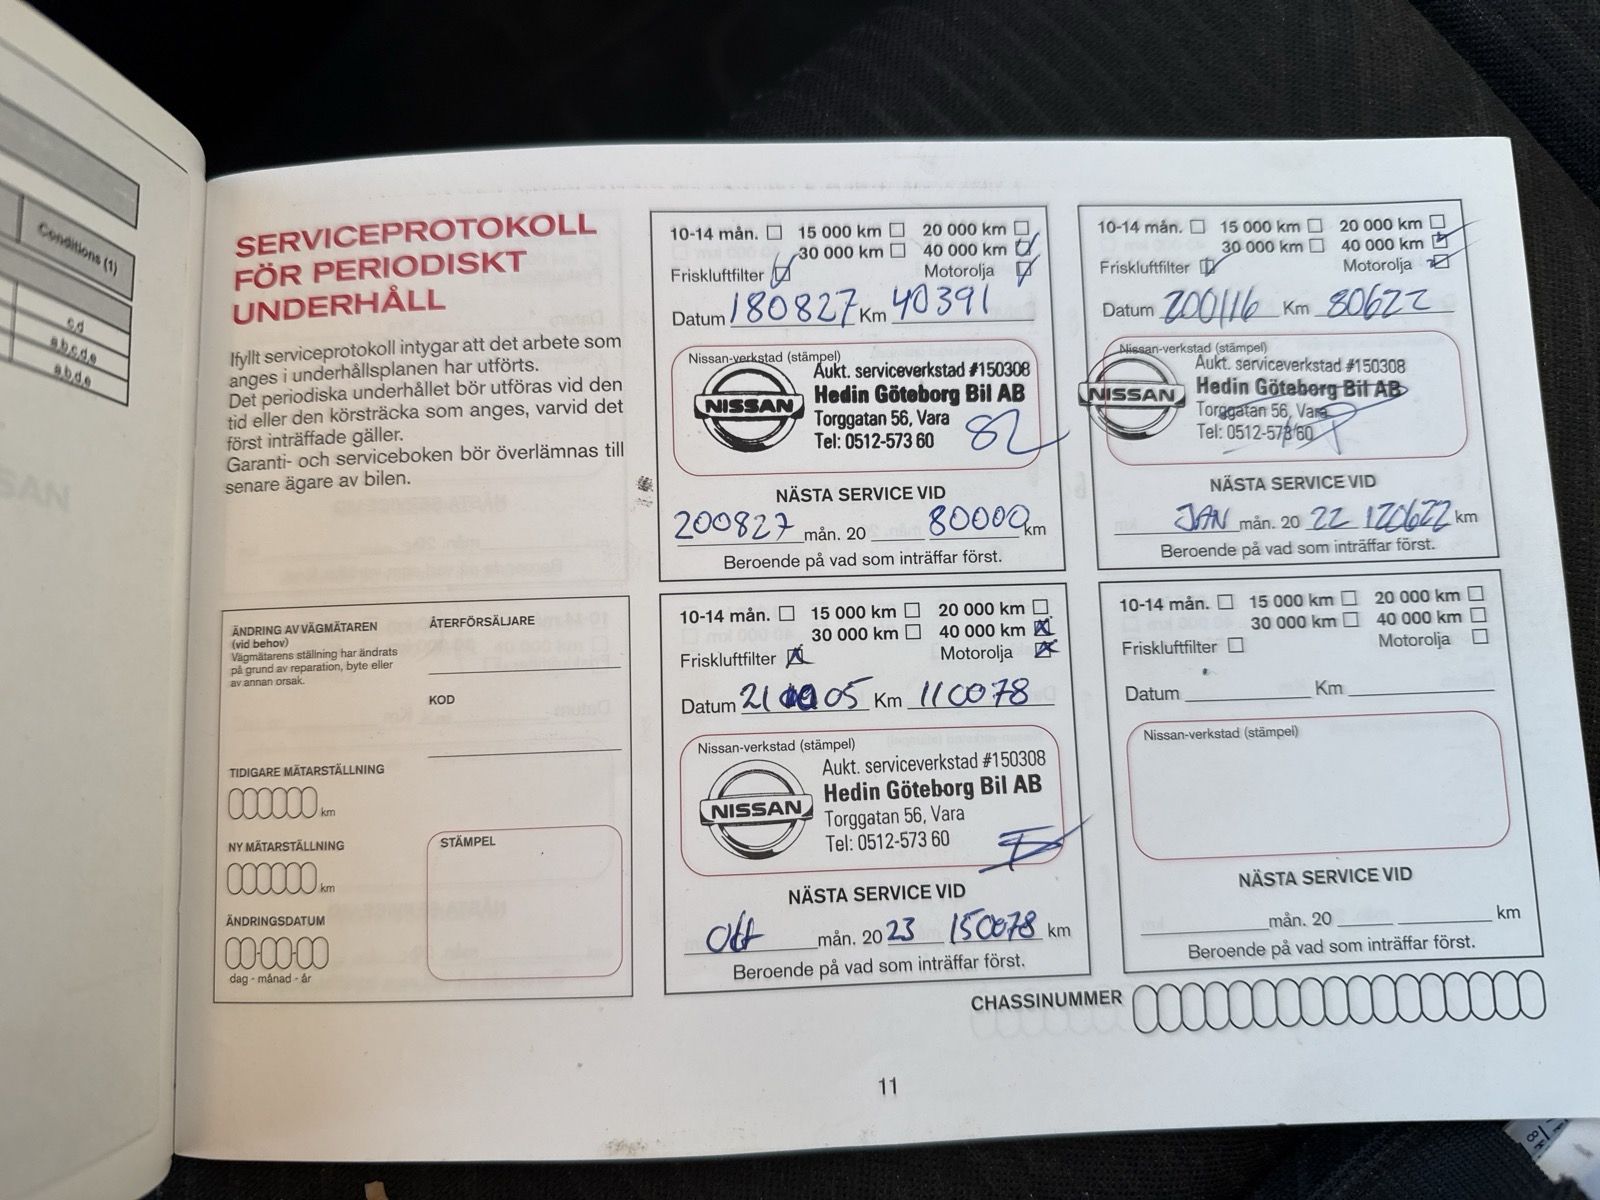 Conditions (1)
c,d
a,b,c,d,e
a,b,d,e
SERVICEPROTOKOLL
FÖR PERIODISKT
UNDERHÅLL
Ifyllt serviceprotokoll intygar att det arbete som
anges i underhållsplanen har utförts.
Det periodiska underhållet bör utföras vid den
tid eller den körsträcka som anges, varvid det
först inträffade gäller.
Garanti- och serviceboken bör överlämnas till
senare ägare av bilen.
ÄNDRING AV VÄGMÄTAREN
(vid behov)
Vägmätarens ställning har ändrats
på grund av reparation, byte eller
av annan orsak.
ÅTERFÖRSÄLJARE
KOD
TIDIGARE MÄTARSTÄLLNING
km
NY MÄTARSTÄLLNING
km
ÄNDRINGSDATUM
dag - månad - år
STÄMPEL
10-14 mån. 15 000 km 20 000 km
30 000 km 40 000 km
Friskluftfilter Motorolja
Datum 180827 Km 40391
Nissan-verkstad (stämpel)
NISSAN
Aukt. serviceverkstad #150308
Hedin Göteborg Bil AB
Torggatan 56, Vara
Tel: 0512-573 60
82
NÄSTA SERVICE VID
200827 mån. 20 80000 km
Beroende på vad som inträffar först.
10-14 mån. 15 000 km 20 000 km
30 000 km 40 000 km
Friskluftfilter Motorolja
Datum 200116 Km 80622
Nissan-verkstad (stämpel)
NISSAN
Aukt. serviceverkstad #150308
Hedin Göteborg Bil AB
Torggatan 56, Vara
Tel: 0512-573 60
NÄSTA SERVICE VID
JAN mån. 20 22 120622 km
Beroende på vad som inträffar först.
10-14 mån. 15 000 km 20 000 km
30 000 km 40 000 km
Friskluftfilter Motorolja
Datum 21 05 Km 110078
Nissan-verkstad (stämpel)
NISSAN
Aukt. serviceverkstad #150308
Hedin Göteborg Bil AB
Torggatan 56, Vara
Tel: 0512-573 60
NÄSTA SERVICE VID
Okt mån. 20 23 150078 km
Beroende på vad som inträffar först.
10-14 mån. 15 000 km 20 000 km
30 000 km 40 000 km
Friskluftfilter Motorolja
Datum Km
Nissan-verkstad (stämpel)
NÄSTA SERVICE VID
mån. 20 km
Beroende på vad som inträffar först.
CHASSINUMMER
11